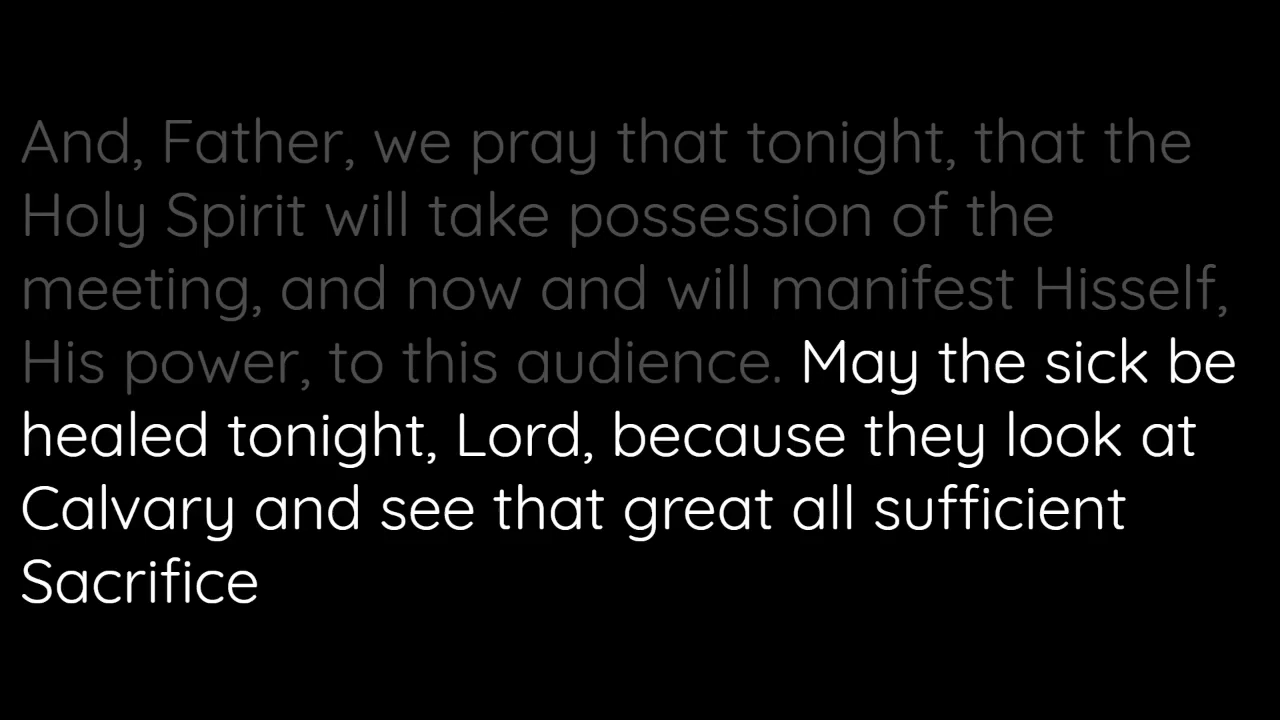 And, Father, we pray that tonight, that the
Holy Spirit will take possession of the
meeting, and now and will manifest Hisself,
His power, to this audience. May the sick be
healed tonight, Lord, because they look at
Calvary and see that great all sufficient
Sacrifice